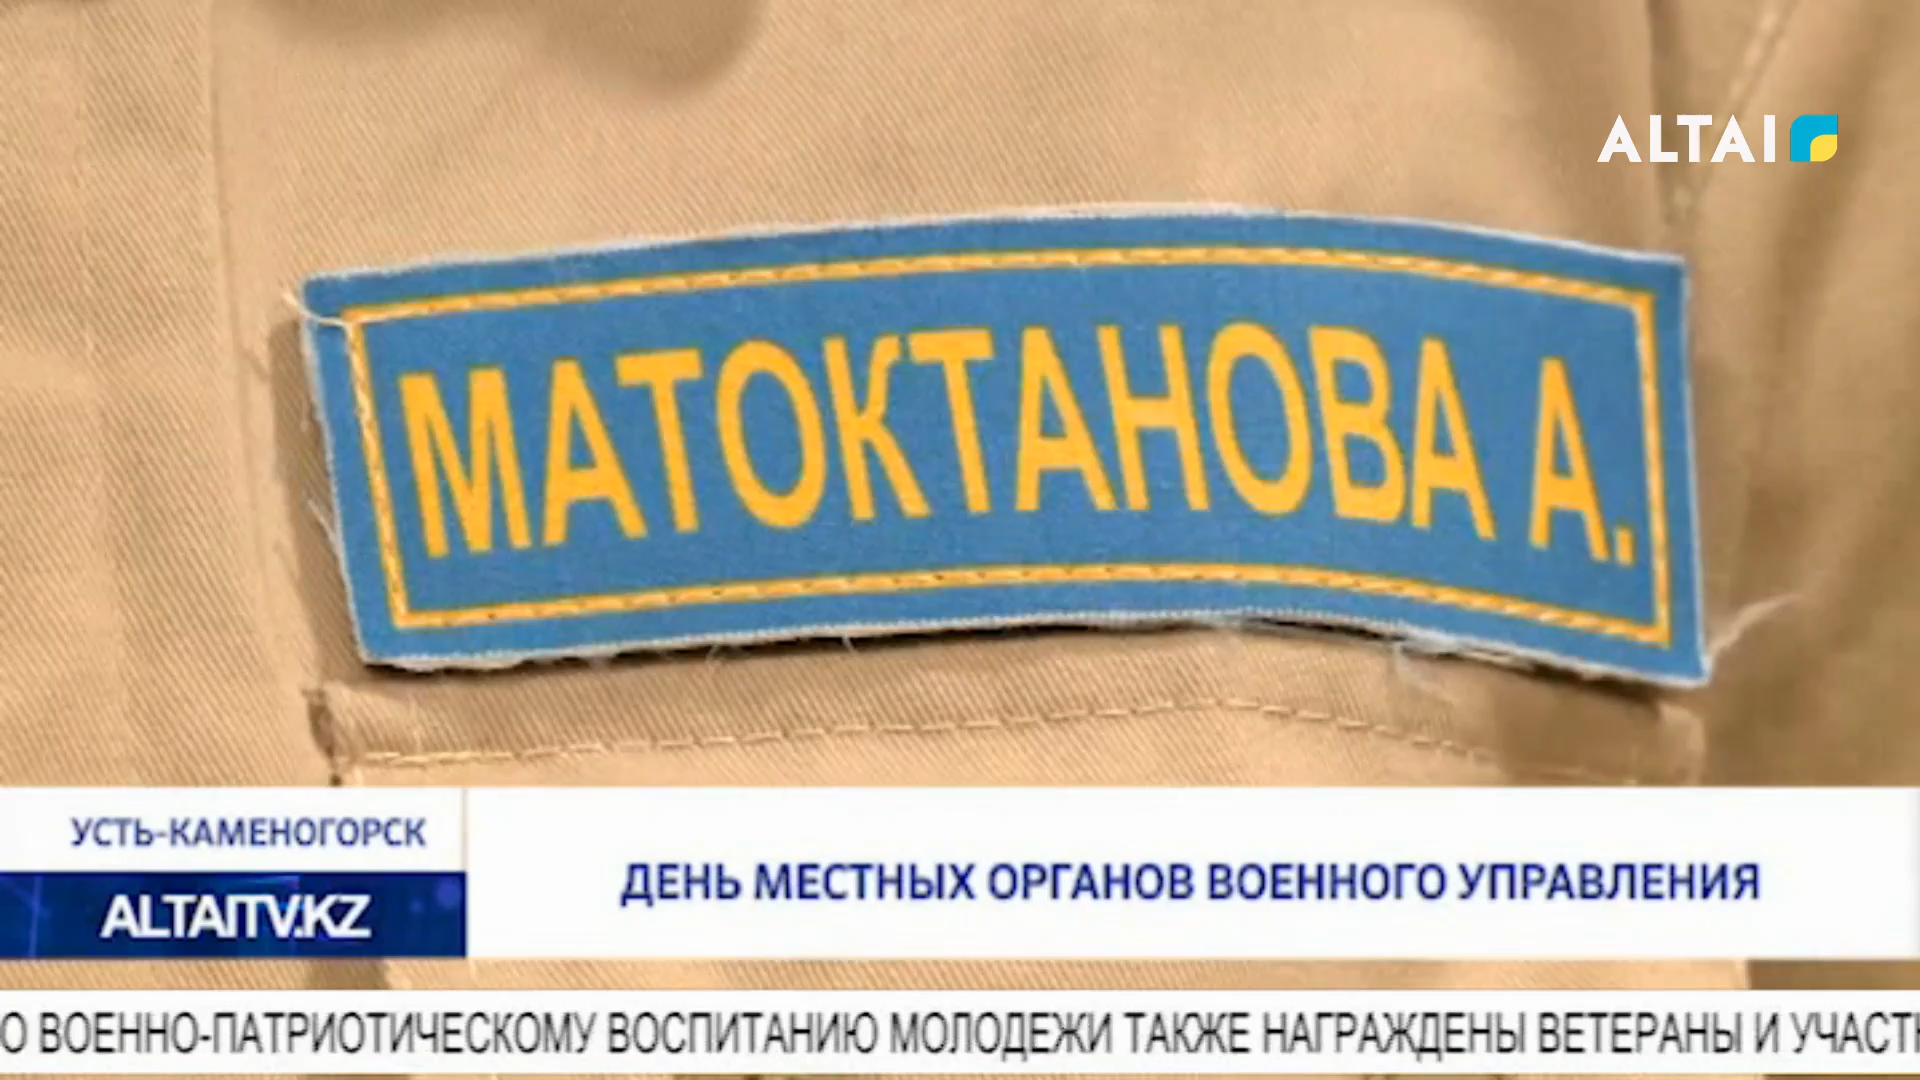 ALTAI
МАТОКТАНОВА А.
УСТЬ-КАМЕНОГОРСК
ALTAITV.KZ
ДЕНЬ МЕСТНЫХ ОРГАНОВ ВОЕННОГО УПРАВЛЕНИЯ
О ВОЕННО-ПАТРИОТИЧЕСКОМУ ВОСПИТАНИЮ МОЛОДЕЖИ ТАКЖЕ НАГРАЖДЕНЫ ВЕТЕРАНЫ И УЧАСТ